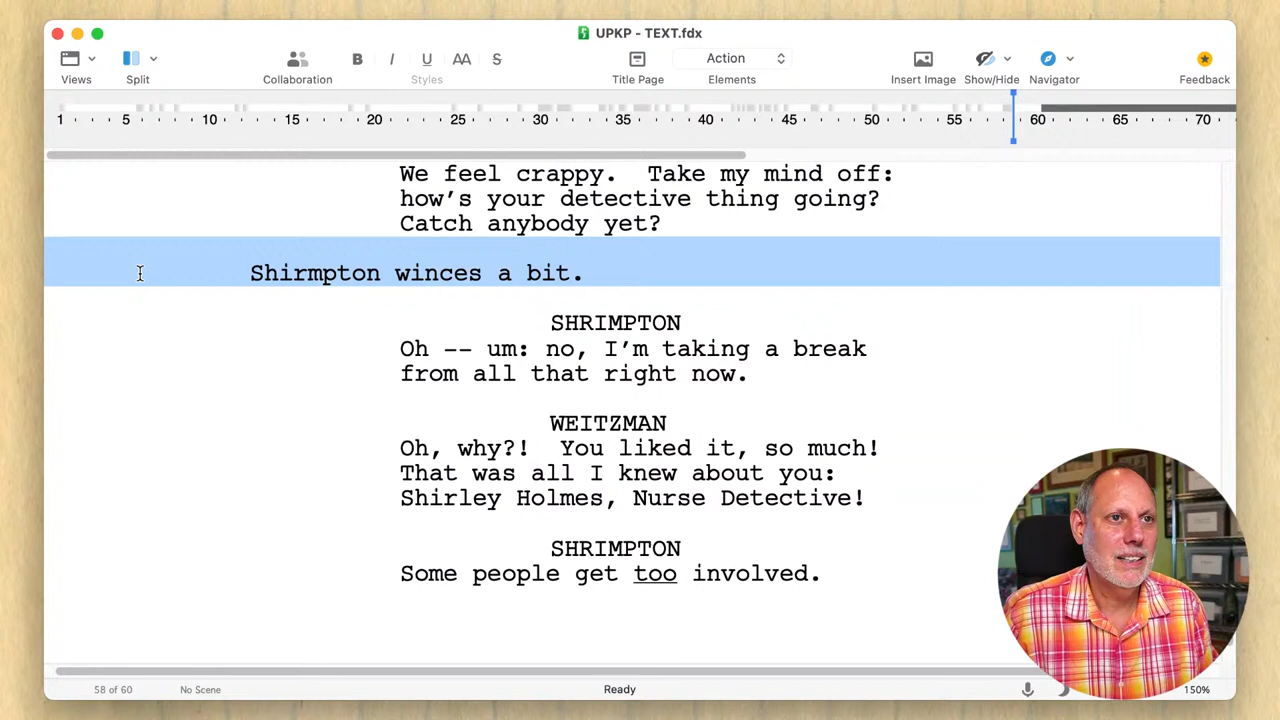 UPKP - TEXT.fdx
B I U AA S Action
Views Split Collaboration Styles Title Page Elements Insert Image Show/Hide Navigator Feedback
1 5 10 15 20 25 30 35 40 45 50 55 60 65 70
We feel crappy.  Take my mind off:
how’s your detective thing going?
Catch anybody yet?
Shirmpton winces a bit.
SHRIMPTON
Oh -- um: no, I’m taking a break
from all that right now.
WEITZMAN
Oh, why?!  You liked it, so much!
That was all I knew about you:
Shirley Holmes, Nurse Detective!
SHRIMPTON
Some people get too involved.
58 of 60 No Scene Ready 150%